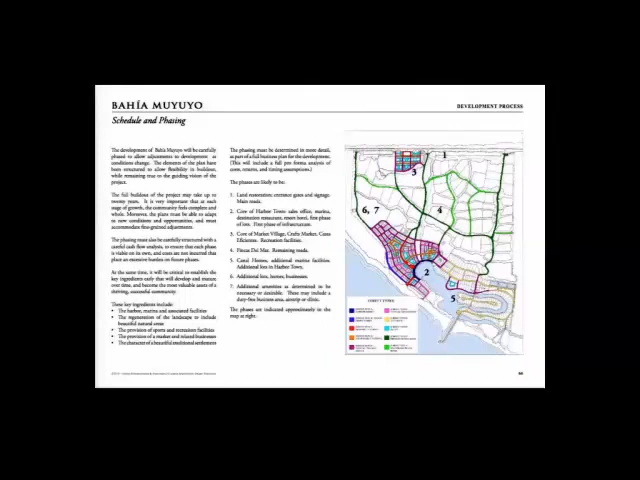 BAHÍA MUYUYO
DEVELOPMENT PROCESS
Schedule and Phasing
The development of Bahía Muyuyo will be carefully
phased to allow adjustments to development as
conditions change. The elements of the plan have
been structured to allow flexibility in buildout,
while remaining true to the guiding vision of the
project.
The full buildout of the project may take up to
twenty years. It is very important that at each
stage of growth, the community feels complete and
whole. Moreover, the plans must be able to adapt
to new conditions and opportunities, and must
accommodate fine-grained adjustments.
The phasing must also be carefully structured with a
careful cash flow analysis, to ensure that each phase
is viable on its own, and costs are not incurred that
place an excessive burden on future phases.
At the same time, it will be critical to establish the
key ingredients early that will develop and mature
over time, and become the most valuable assets of a
thriving, successful community.
These key ingredients include:
• The harbor, marina and associated facilities
• The regeneration of the landscape to include
beautiful natural areas
• The provision of sports and recreation facilities
• The provision of a market and related businesses
• The character of a beautiful traditional settlement
The phasing must be determined in more detail,
as part of a full business plan for the development.
(This will include a full pro forma analysis of
costs, returns, and timing assumptions.)
The phases are likely to be:
1. Land restoration; entrance gates and signage.
Main roads.
2. Core of Harbor Town: sales office, marina,
destination restaurant, resort hotel, first phase
of lots. First phase of infrastructure.
3. Core of Market Village, Crafts Market, Casas
Eficientes. Recreation facilities.
4. Fincas Del Mar. Remaining roads.
5. Canal Homes, additional marina facilities.
Additional lots in Harbor Town.
6. Additional lots, homes, businesses.
7. Additional amenities as determined to be
necessary or desirable. These may include a
duty-free business area, airstrip or clinic.
The phases are indicated approximately in the
map at right.
1
3
6, 7
4
2
5
STREET TYPES